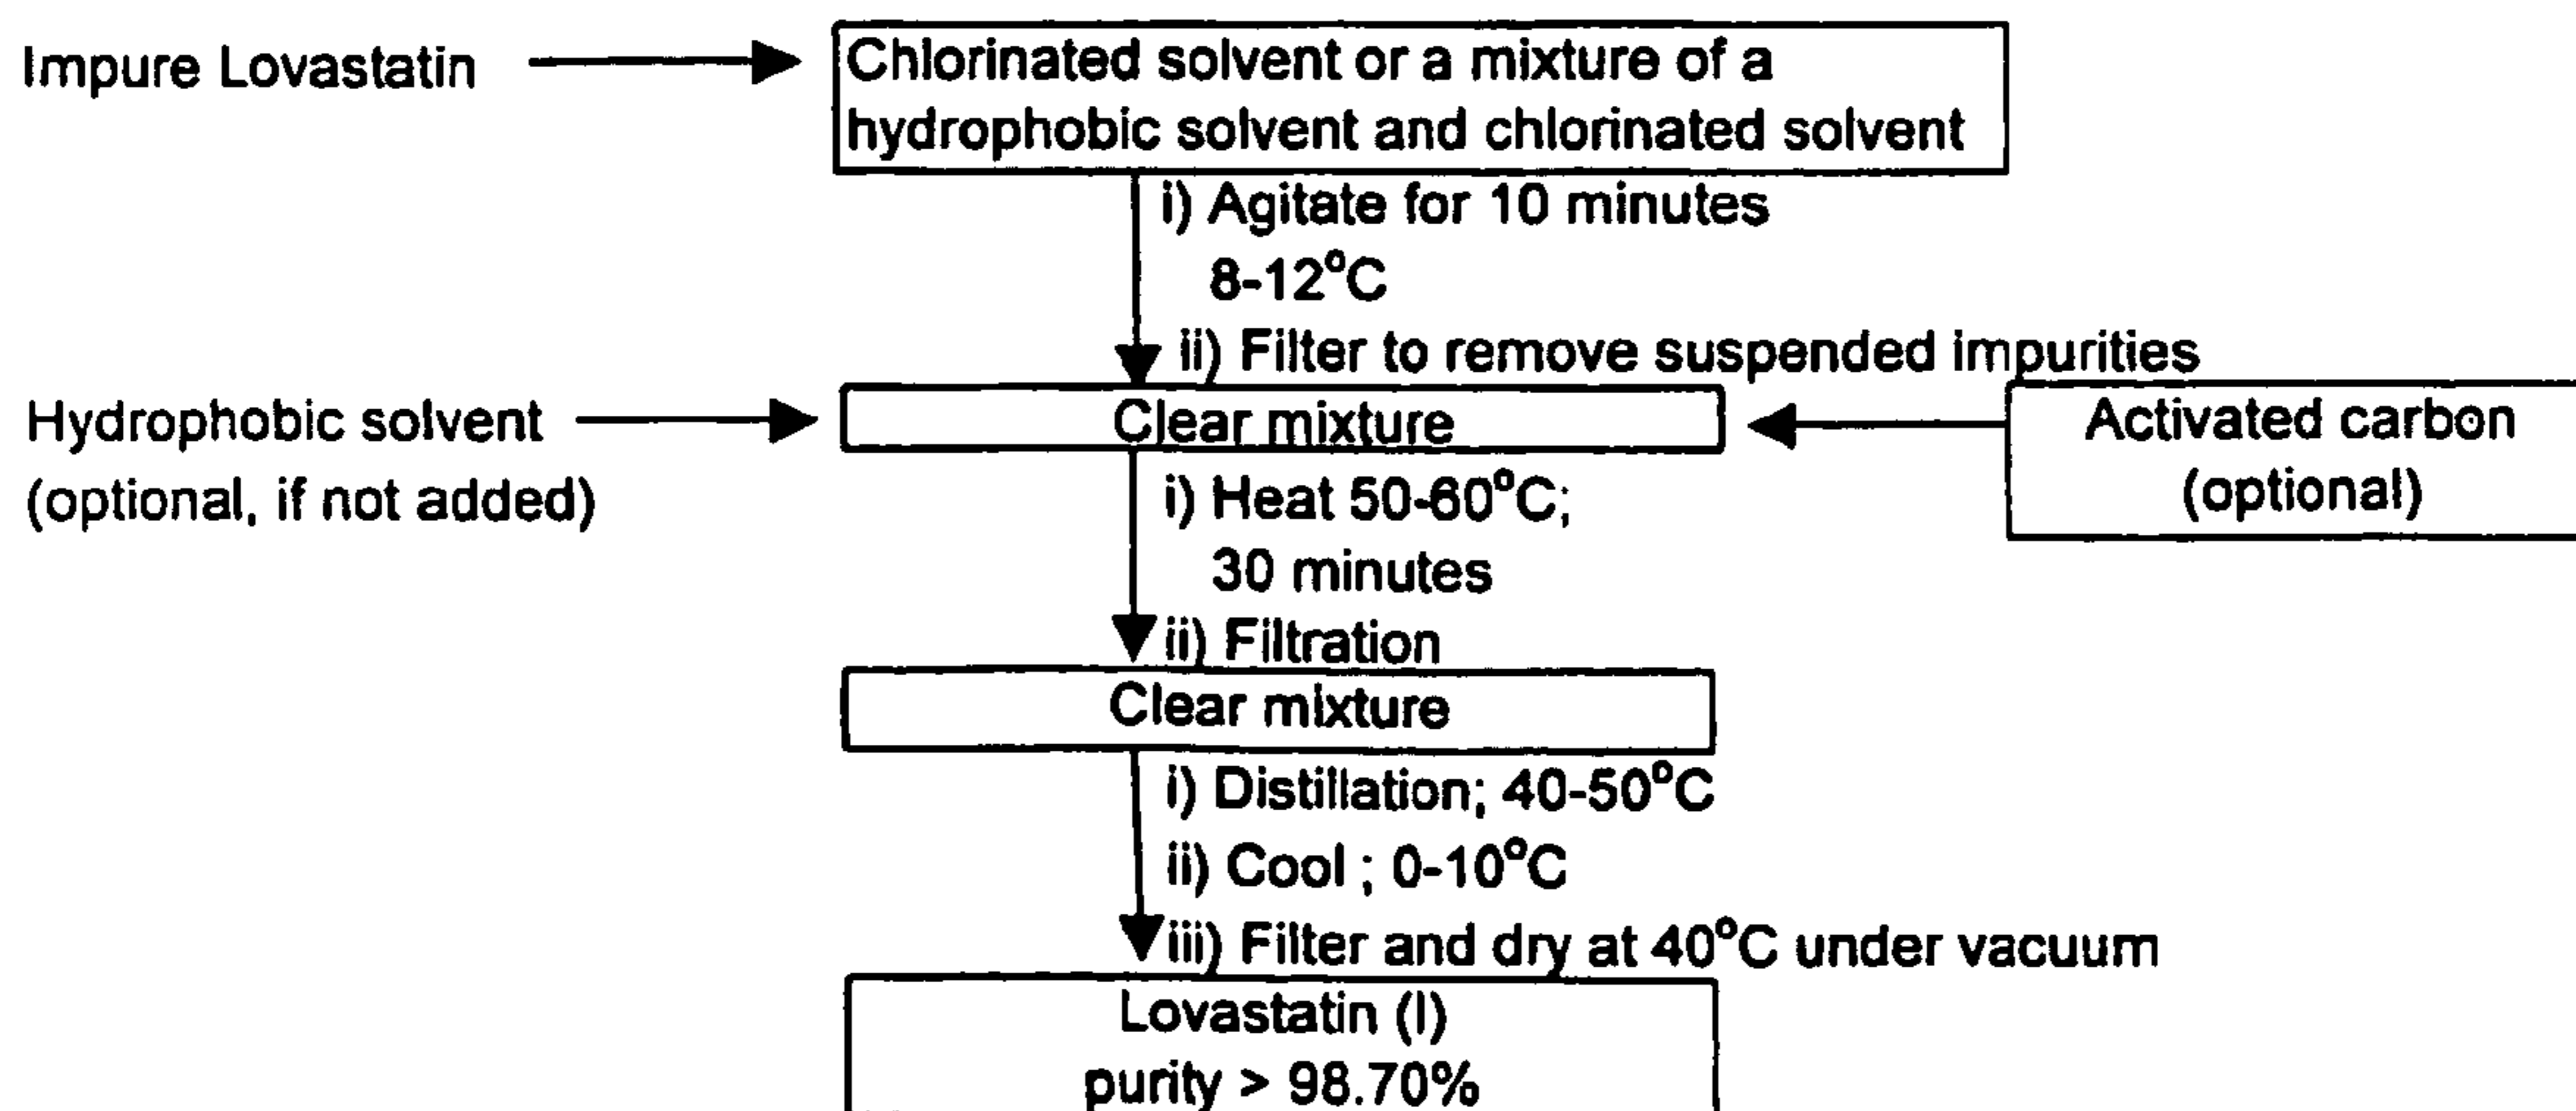 Impure Lovastatin
Chlorinated solvent or a mixture of a
hydrophobic solvent and chlorinated solvent
i) Agitate for 10 minutes
8-12°C
ii) Filter to remove suspended impurities
Hydrophobic solvent
(optional, if not added)
Clear mixture
Activated carbon
(optional)
i) Heat 50-60°C;
30 minutes
ii) Filtration
Clear mixture
i) Distillation; 40-50°C
ii) Cool ; 0-10°C
iii) Filter and dry at 40°C under vacuum
Lovastatin (I)
purity > 98.70%